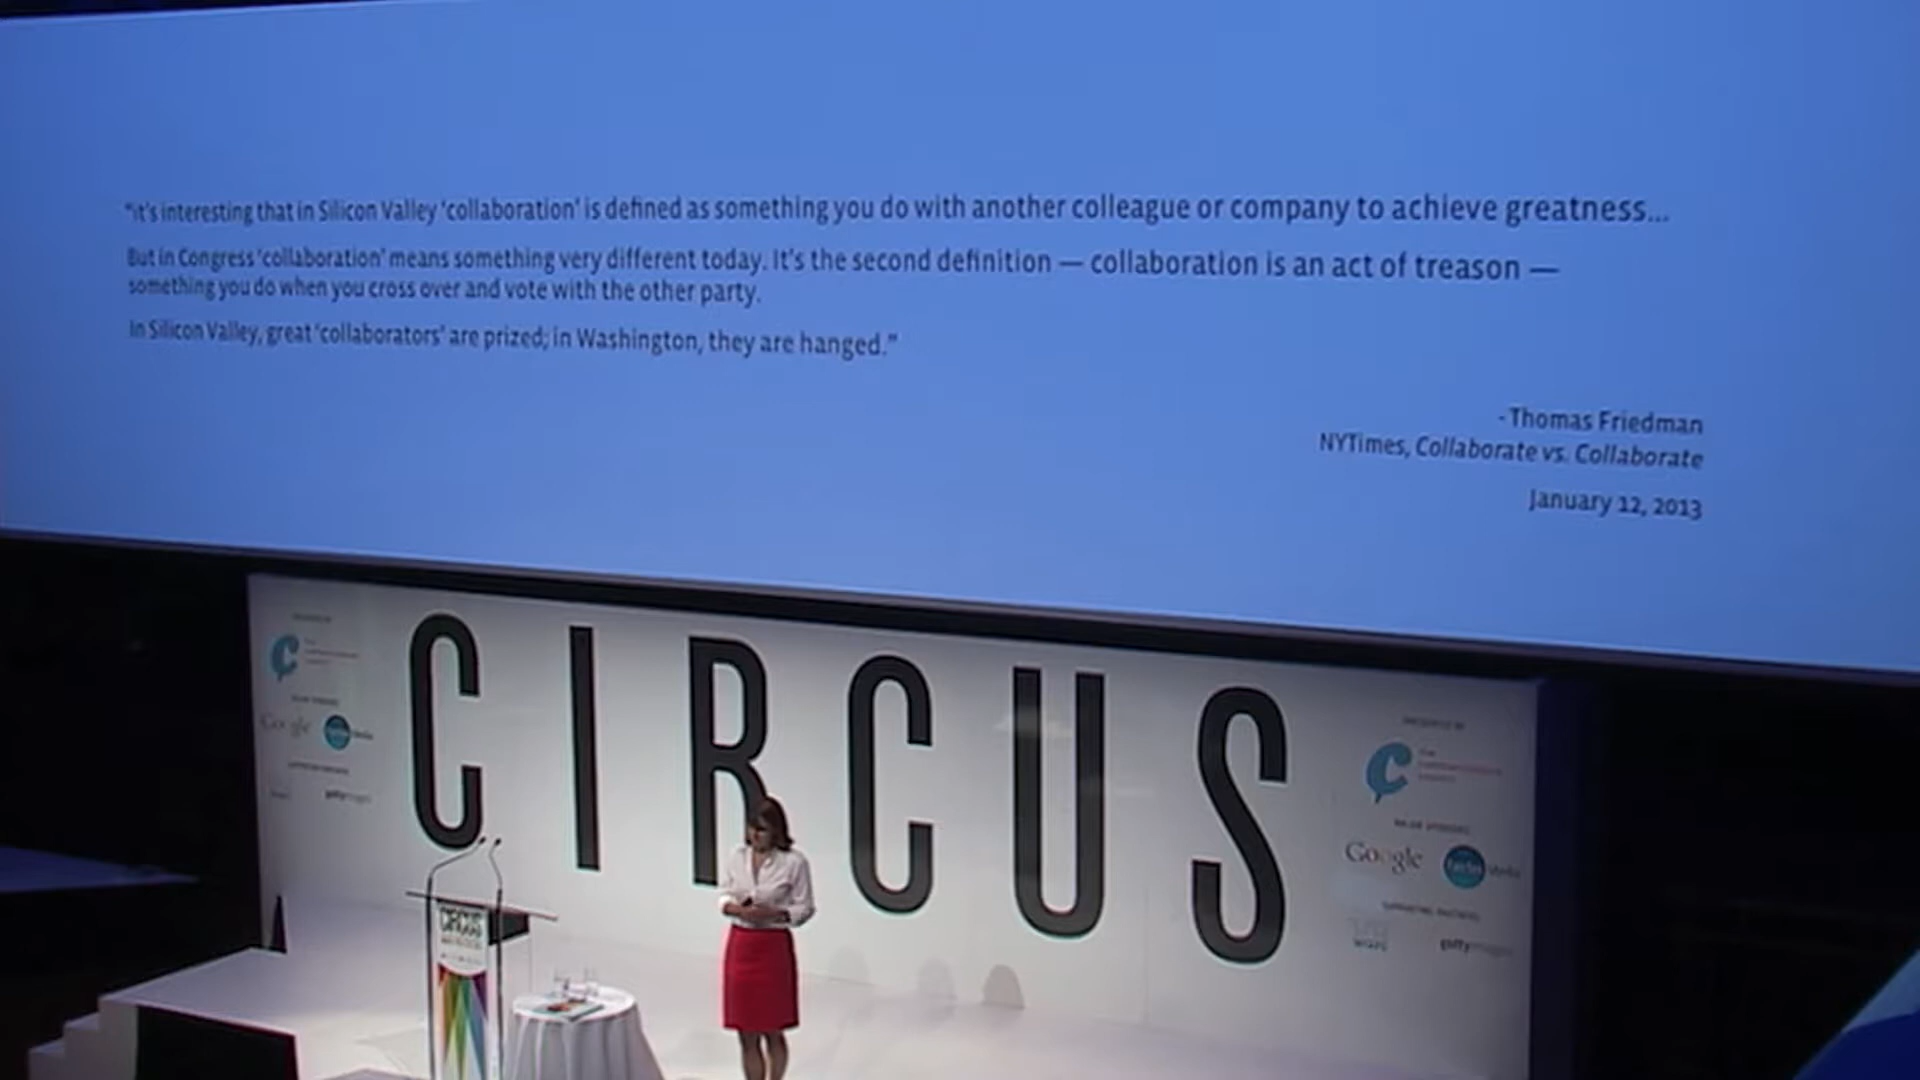 "it's interesting that in Silicon Valley 'collaboration' is defined as something you do with another colleague or company to achieve greatness...
But in Congress 'collaboration' means something very different today. It's the second definition — collaboration is an act of treason —
something you do when you cross over and vote with the other party.
In Silicon Valley, great 'collaborators' are prized; in Washington, they are hanged."
- Thomas Friedman
NYTimes, Collaborate vs. Collaborate
January 12, 2013
CIRCUS
Google
Google
CIRCUS
getty
getty